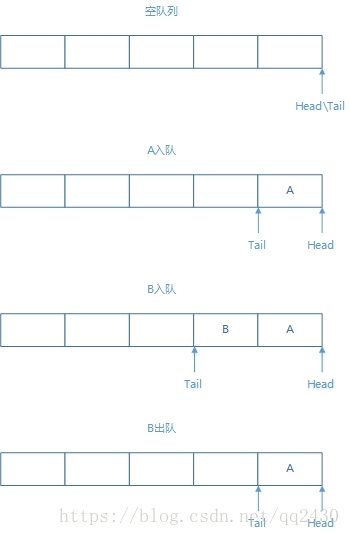 空队列
Head\Tail
A入队
A
Tail Head
B入队
B A
Tail Head
B出队
A
https://blog.csdn.net/qq2430
Tail Head